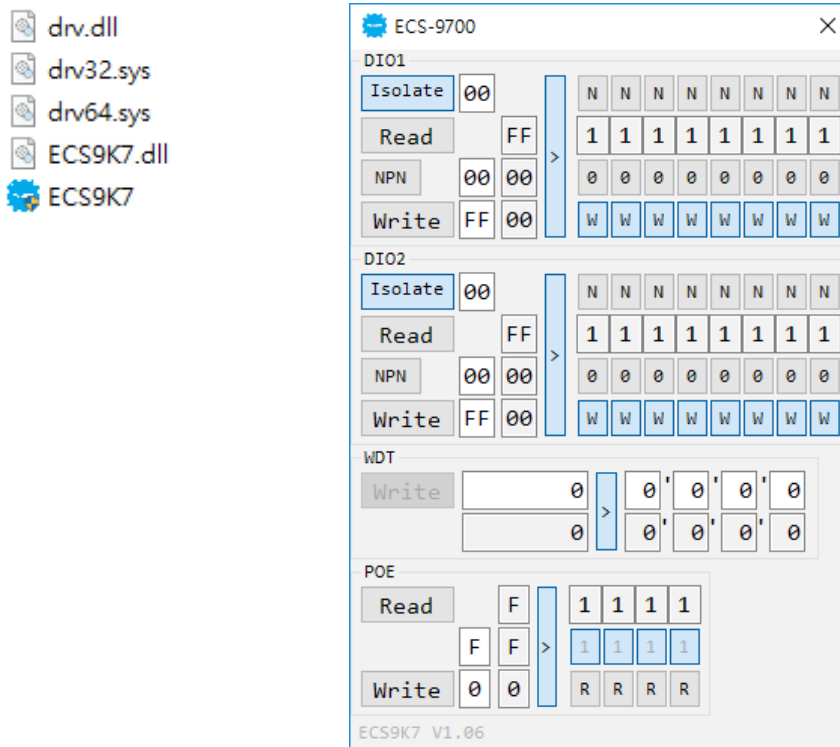 drv.dll
drv32.sys
drv64.sys
ECS9K7.dll
ECS9K7
ECS-9700 ×
DIO1
Isolate 00 N N N N N N N N
Read FF > 1 1 1 1 1 1 1 1
NPN 00 00 0 0 0 0 0 0 0 0
Write FF 00 W W W W W W W W
DIO2
Isolate 00 N N N N N N N N
Read FF > 1 1 1 1 1 1 1 1
NPN 00 00 0 0 0 0 0 0 0 0
Write FF 00 W W W W W W W W
WDT
Write 0 > 0 ' 0 ' 0 ' 0
0 0 ' 0 ' 0 ' 0
POE
Read F 1 1 1 1
F F > 1 1 1 1
Write 0 0 R R R R
ECS9K7 V1.06